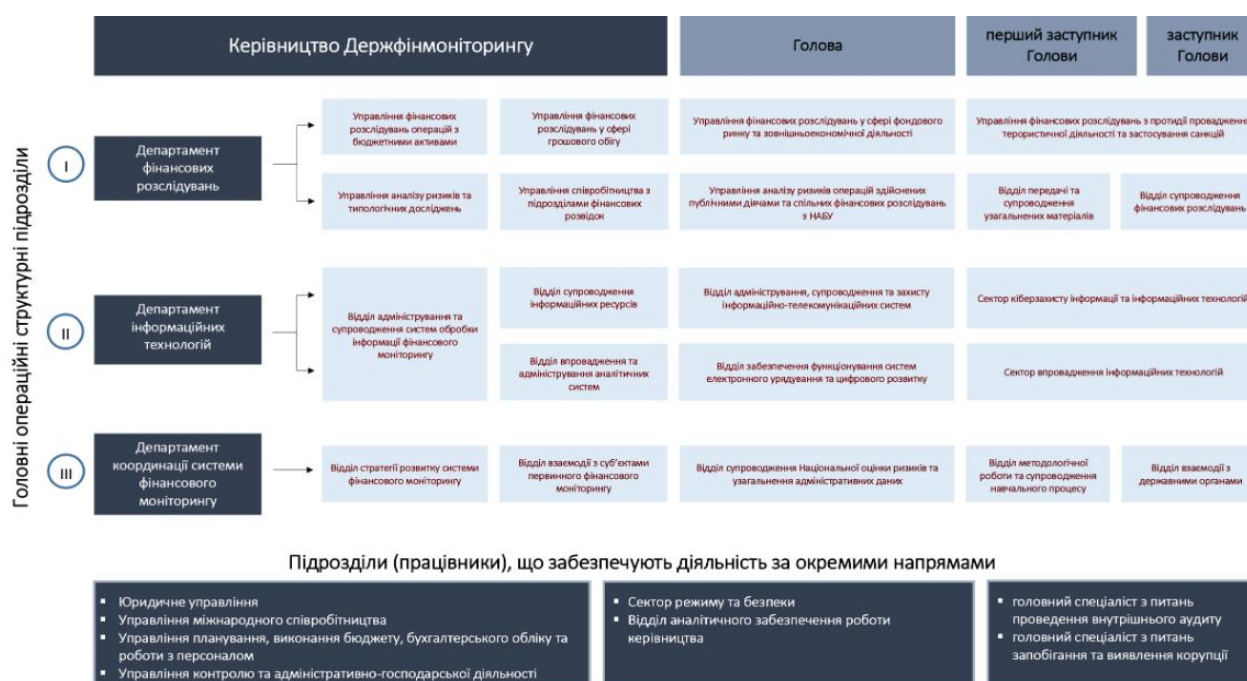 Керівництво Держфінмоніторингу
Голова
перший заступник
Голови
заступник
Голови
Головні операційні структурні підрозділи
I
Департамент
фінансових
розслідувань
Управління фінансових
розслідувань операцій з
бюджетними активами
Управління фінансових
розслідувань у сфері
грошового обігу
Управління фінансових розслідувань у сфері фондового
ринку та зовнішньоекономічної діяльності
Управління фінансових розслідувань з протидії провадженн
терористичної діяльності та застосування санкцій
Управління аналізу ризиків та
типологічних досліджень
Управління співробітництва з
підрозділами фінансових
розвідок
Управління аналізу ризиків операцій здійснених
публічними діячами та спільних фінансових розслідувань
з НАБУ
Відділ передачі та
супроводження
узагальнених матеріалів
Відділ супроводження
фінансових розслідувань
II
Департамент
інформаційних
технологій
Відділ адміністрування та
супроводження систем обробки
інформації фінансового
моніторингу
Відділ супроводження
інформаційних ресурсів
Відділ адміністрування, супроводження та захисту
інформаційно-телекомунікаційних систем
Сектор кіберзахисту інформації та інформаційних технологій
Відділ впровадження та
адміністрування аналітичних
систем
Відділ забезпечення функціонування систем
електронного урядування та цифрового розвитку
Сектор впровадження інформаційних технологій
III
Департамент
координації системи
фінансового
моніторингу
Відділ стратегії розвитку системи
фінансового моніторингу
Відділ взаємодії з суб'єктами
первинного фінансового
моніторингу
Відділ супроводження Національної оцінки ризиків та
узагальнення адміністративних даних
Відділ методологічної
роботи та супроводження
навчального процесу
Відділ взаємодії з
державними органами
Підрозділи (працівники), що забезпечують діяльність за окремими напрямами
▪ Юридичне управління
▪ Управління міжнародного співробітництва
▪ Управління планування, виконання бюджету, бухгалтерського обліку та
роботи з персоналом
▪ Управління контролю та адміністративно-господарської діяльності
▪ Сектор режиму та безпеки
▪ Відділ аналітичного забезпечення роботи
керівництва
▪ головний спеціаліст з питань
проведення внутрішнього аудиту
▪ головний спеціаліст з питань
запобігання та виявлення корупції